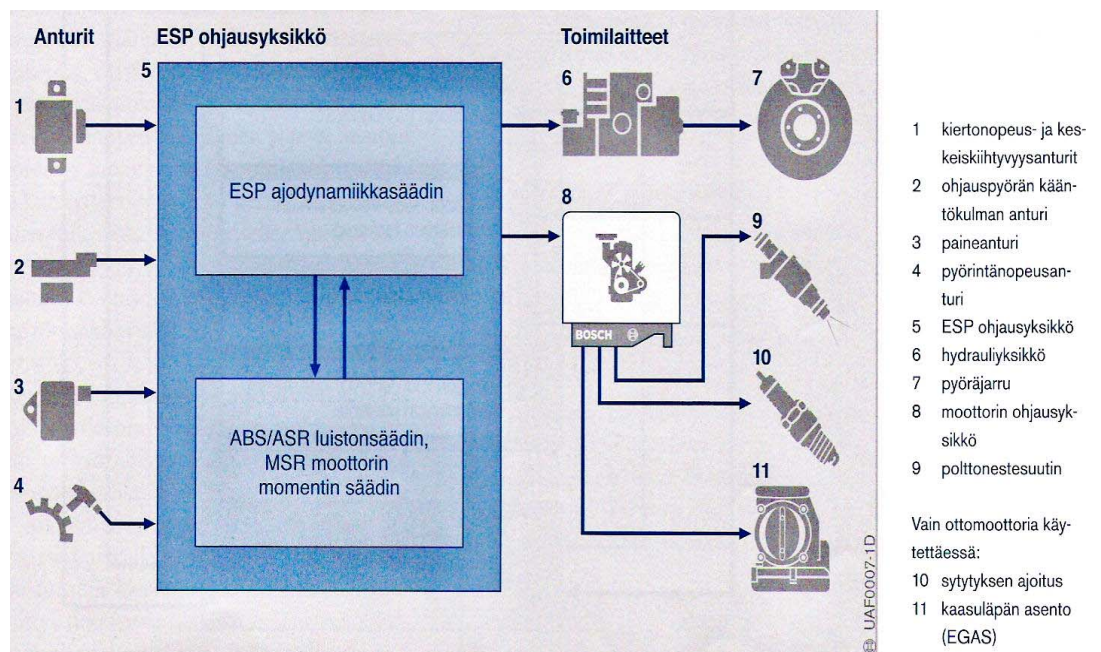 Anturit
ESP ohjausyksikkö
Toimilaitteet
5
6
7
1
ESP ajodynamiikkasäädin
8
9
2
BOSCH
10
3
ABS/ASR luistonsäädin,
MSR moottorin
momentin säädin
4
11
UAF0007-1D
1 kiertonopeus- ja kes-
keiskiihtyvyysanturit
2 ohjauspyörän kään-
tökulman anturi
3 paineanturi
4 pyörintänopeusan-
turi
5 ESP ohjausyksikkö
6 hydrauliyksikkö
7 pyöräjarru
8 moottorin ohjausyk-
sikkö
9 polttonestesuutin
Vain ottomoottoria käy-
tettäessä:
10 sytytyksen ajoitus
11 kaasuläpän asento
(EGAS)